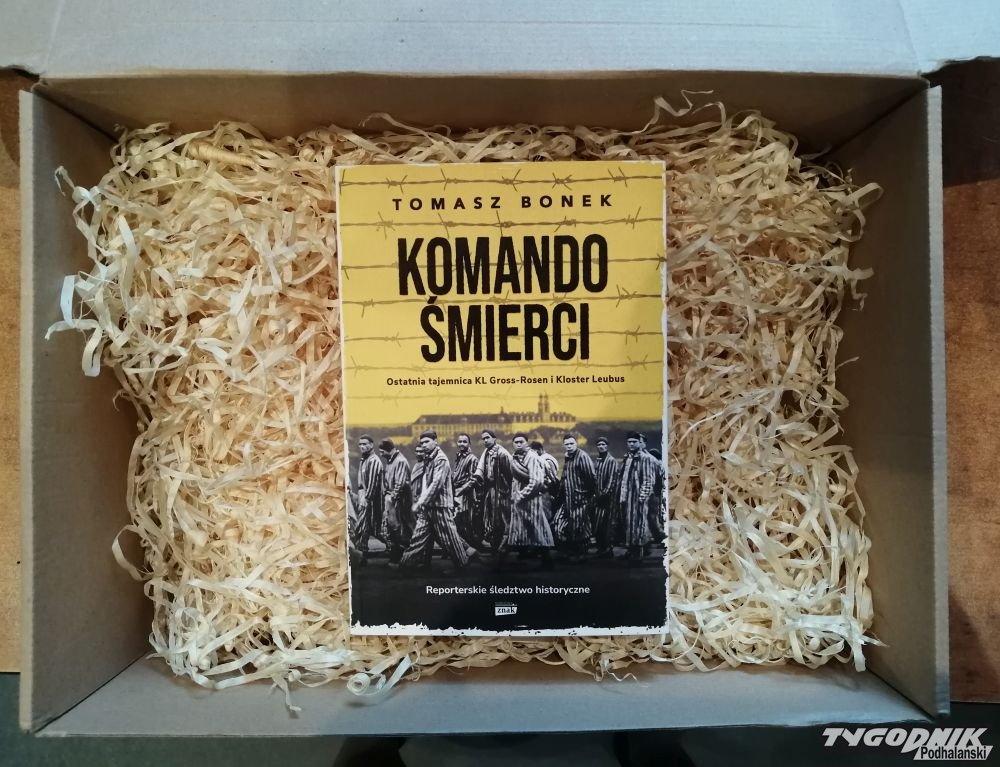 TOMASZ BONEK
KOMANDO
ŚMIERCI
Ostatnia tajemnica KL Gross-Rosen i Kloster Leubus
Reporterskie śledztwo historyczne
znak
TYGODNIK
Podhalański